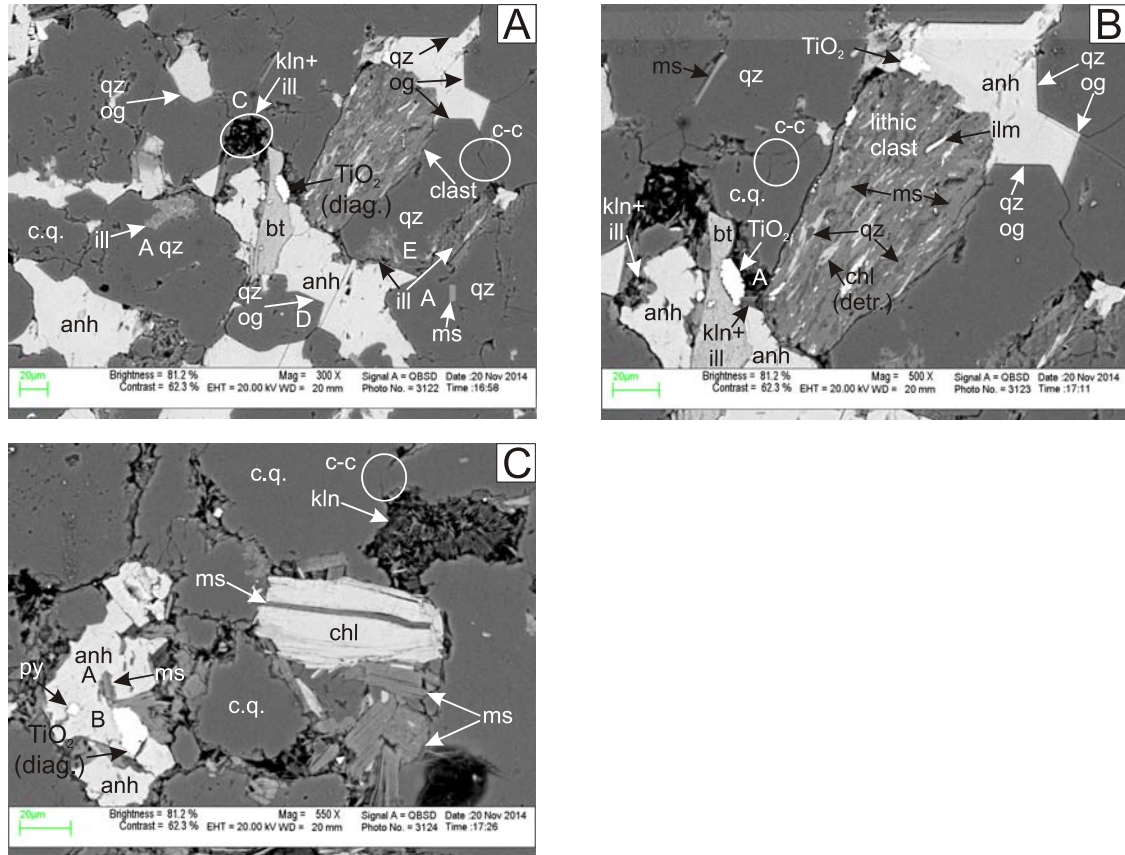 A
kln+
ill
C
qz
og
qz
og
c-c
TiO2
(diag.)
clast
c.q.
ill
A qz
bt
qz
E
ill
A
qz
anh
qz
og
D
ms
anh
20µm
Brightness = 81.2 %
Contrast = 62.3 %
EHT = 20.00 kV WD = 20 mm
Mag = 300 X
Signal A = QBSD
Photo No. = 3122
Date :20 Nov 2014
Time :16:58
B
TiO2
ms
qz
anh
qz
og
c-c
lithic
clast
ilm
c.q.
ms
qz
og
kln+
ill
bt
TiO2
qz
A
chl
(detr.)
anh
kln+
ill
anh
20µm
Brightness = 81.2 %
Contrast = 62.3 %
EHT = 20.00 kV WD = 20 mm
Mag = 500 X
Signal A = QBSD
Photo No. = 3123
Date :20 Nov 2014
Time :17:11
C
c-c
c.q.
kln
ms
chl
anh
py
A
ms
B
c.q.
ms
TiO2
(diag.)
anh
20µm
Brightness = 81.2 %
Contrast = 62.3 %
EHT = 20.00 kV WD = 20 mm
Mag = 550 X
Signal A = QBSD
Photo No. = 3124
Date :20 Nov 2014
Time :17:26